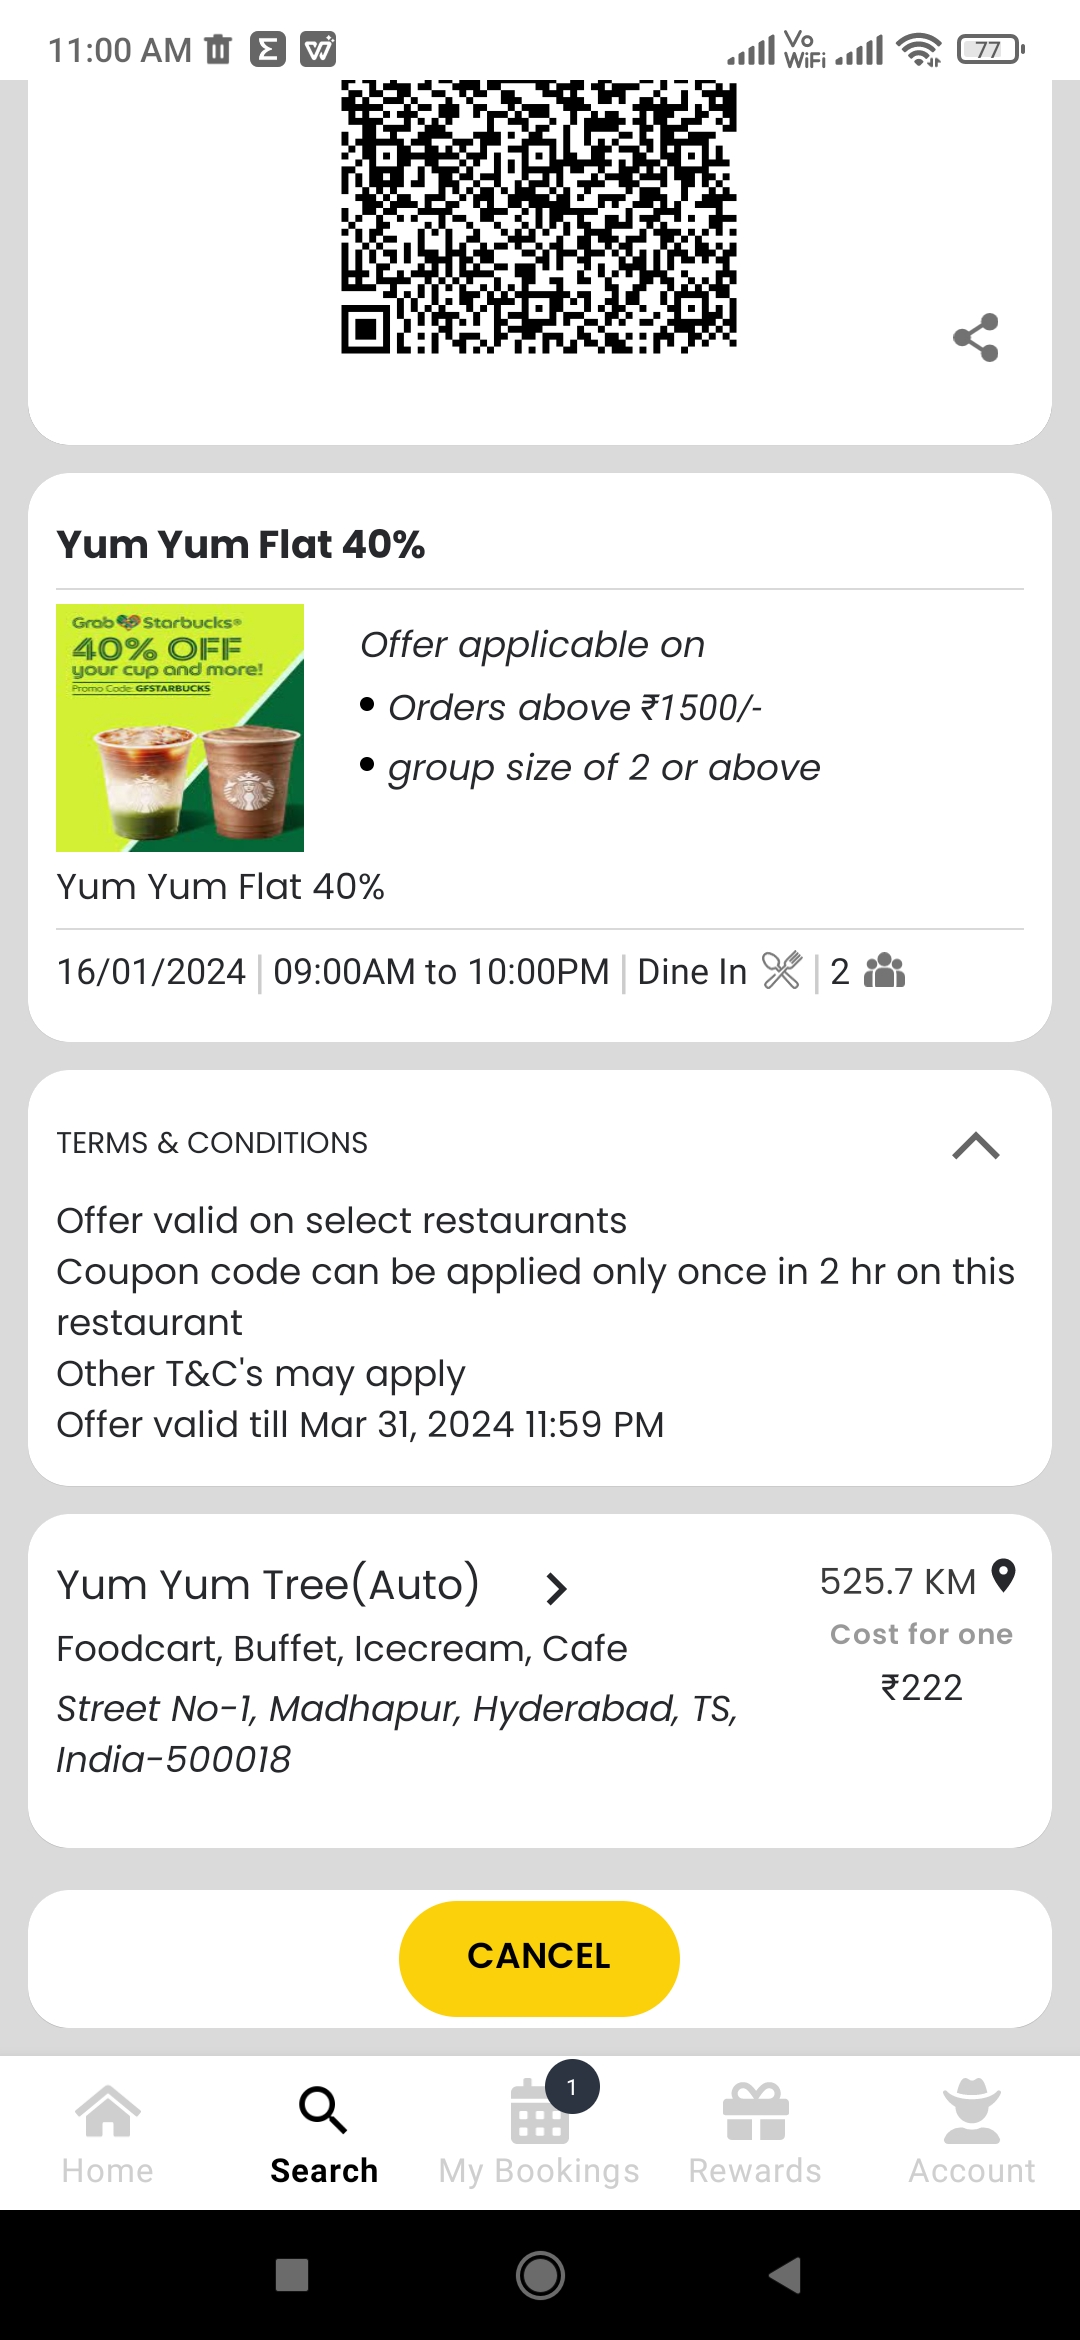 11:00 AM
Vo
WiFi
77
Yum Yum Flat 40%
Grab Starbucks®
40% OFF
your cup and more!
Promo Code: GFSTARBUCKS
Offer applicable on
Orders above ₹1500/-
group size of 2 or above
Yum Yum Flat 40%
16/01/2024 | 09:00AM to 10:00PM | Dine In | 2
TERMS & CONDITIONS
Offer valid on select restaurants
Coupon code can be applied only once in 2 hr on this
restaurant
Other T&C's may apply
Offer valid till Mar 31, 2024 11:59 PM
Yum Yum Tree(Auto)
525.7 KM
Foodcart, Buffet, Icecream, Cafe
Cost for one
₹222
Street No-1, Madhapur, Hyderabad, TS,
India-500018
CANCEL
1
Home
Search
My Bookings
Rewards
Account